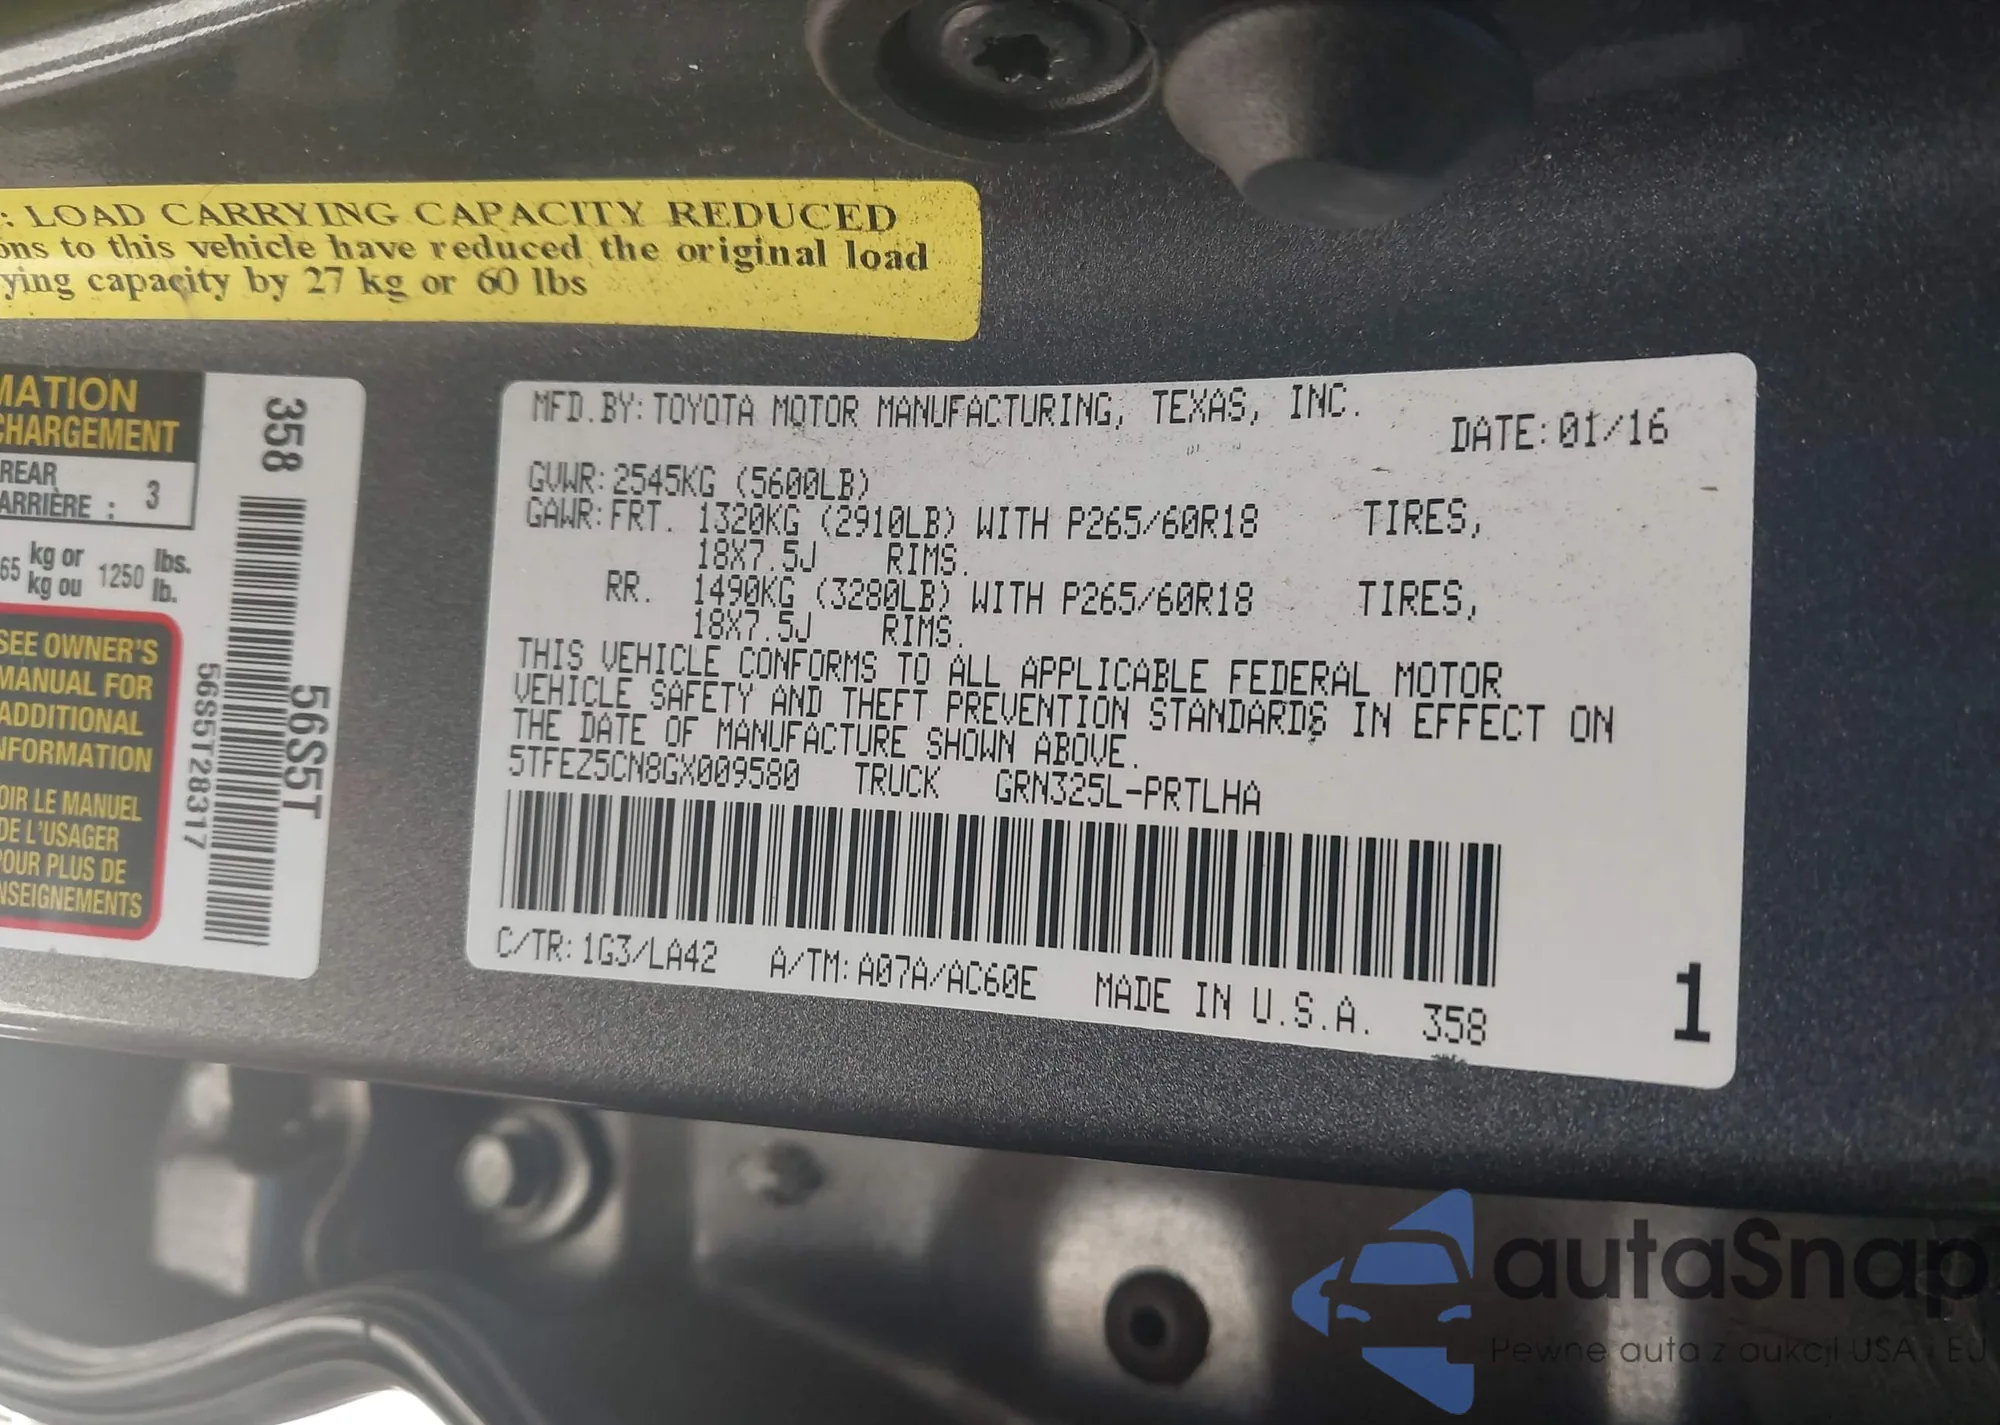 : LOAD CARRYING CAPACITY REDUCED
ons to this vehicle have reduced the original load
ying capacity by 27 kg or 60 lbs
MATION
CHARGEMENT
REAR
ARRIÈRE : 3
65 kg or 1250 lbs.
kg ou lb.
SEE OWNER'S
MANUAL FOR
ADDITIONAL
NFORMATION
OIR LE MANUEL
DE L'USAGER
POUR PLUS DE
NSEIGNEMENTS
358
56S5T
56S5T28317
MFD.BY: TOYOTA MOTOR MANUFACTURING, TEXAS, INC.
DATE: 01/16
GVWR: 2545KG (5600LB)
GAWR: FRT. 1320KG (2910LB) WITH P265/60R18 TIRES,
18X7.5J RIMS.
RR. 1490KG (3280LB) WITH P265/60R18 TIRES,
18X7.5J RIMS.
THIS VEHICLE CONFORMS TO ALL APPLICABLE FEDERAL MOTOR
VEHICLE SAFETY AND THEFT PREVENTION STANDARDS IN EFFECT ON
THE DATE OF MANUFACTURE SHOWN ABOVE.
5TFEZ5CN8GX009580 TRUCK GRN325L-PRTLHA
C/TR: 1G3/LA42 A/TM: A07A/AC60E MADE IN U.S.A. 358
1
autaSnap
Pewne auta z aukcji USA i EU